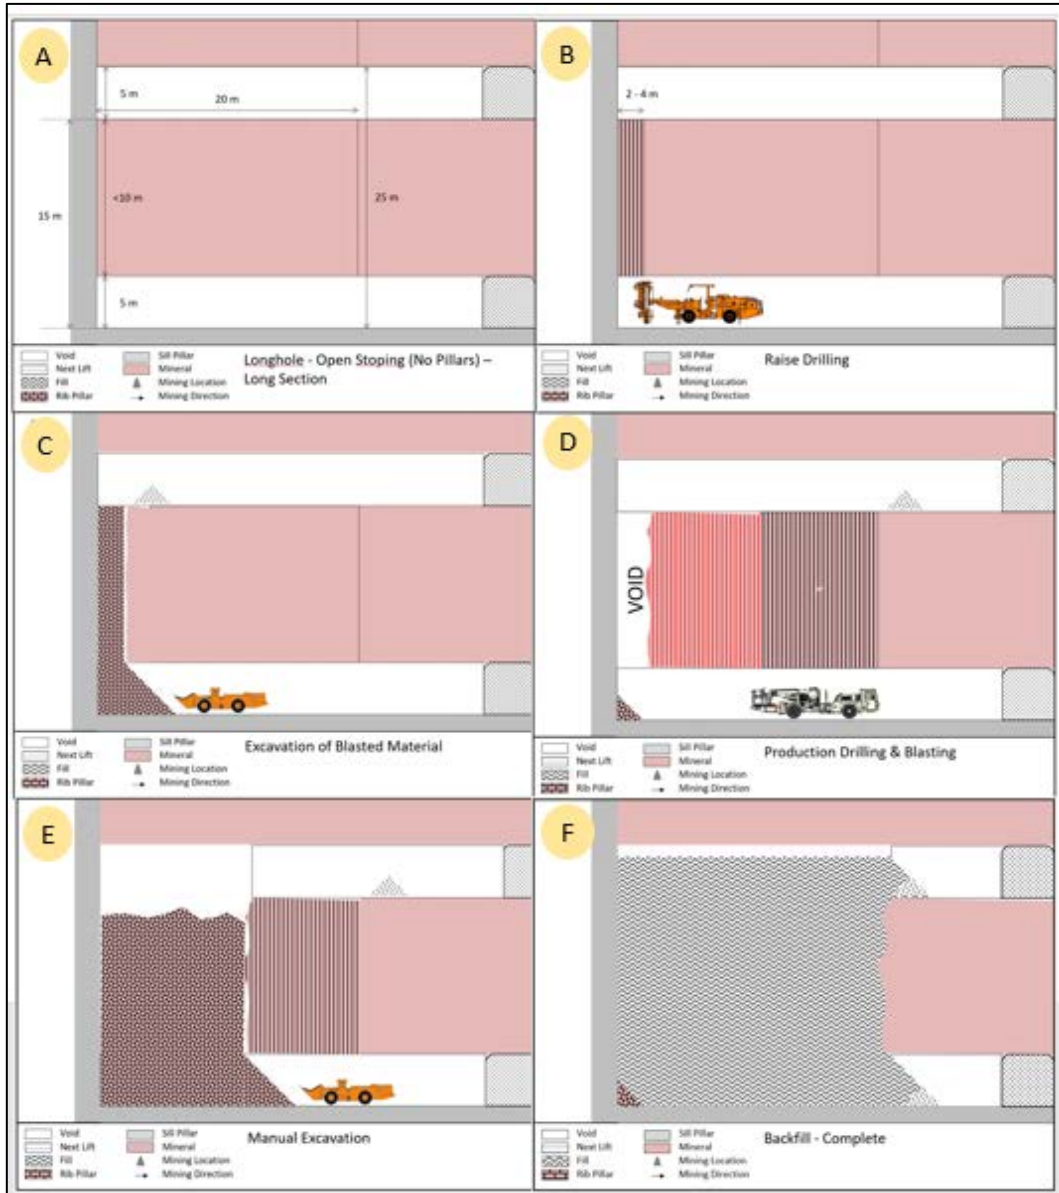 A
5 m
20 m
<10 m
25 m
15 m
5 m
Void
Next Lift
Fill
Rib Pillar
Sill Pillar
Mineral
Mining Location
Mining Direction
Longhole - Open Stoping (No Pillars) –
Long Section
B
2 - 4 m
Void
Next Lift
Fill
Rib Pillar
Sill Pillar
Mineral
Mining Location
Mining Direction
Raise Drilling
C
Void
Next Lift
Fill
Rib Pillar
Sill Pillar
Mineral
Mining Location
Mining Direction
Excavation of Blasted Material
D
VOID
Void
Next Lift
Fill
Rib Pillar
Sill Pillar
Mineral
Mining Location
Mining Direction
Production Drilling & Blasting
E
Void
Next Lift
Fill
Rib Pillar
Sill Pillar
Mineral
Mining Location
Mining Direction
Manual Excavation
F
Void
Next Lift
Fill
Rib Pillar
Sill Pillar
Mineral
Mining Location
Mining Direction
Backfill - Complete